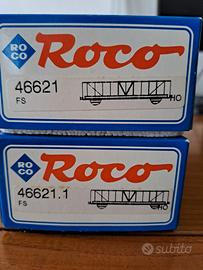 ROCO
Roco
46621
FS
HO
ROCO
Roco
46621.1
FS
HO
subito